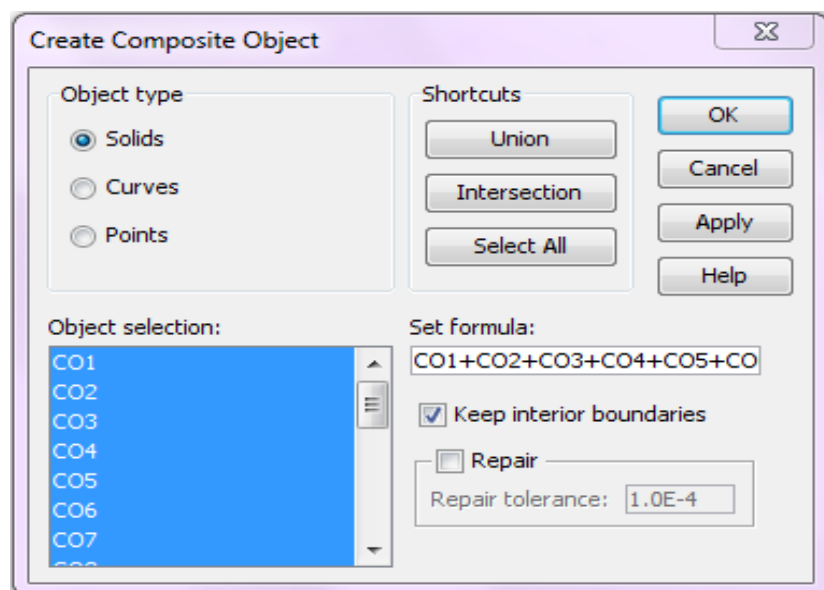 Create Composite Object
Object type
Solids
Curves
Points
Shortcuts
Union
Intersection
Select All
OK
Cancel
Apply
Help
Object selection:
CO1
CO2
CO3
CO4
CO5
CO6
CO7
Set formula:
CO1+CO2+CO3+CO4+CO5+CO
Keep interior boundaries
Repair
Repair tolerance: 1.0E-4